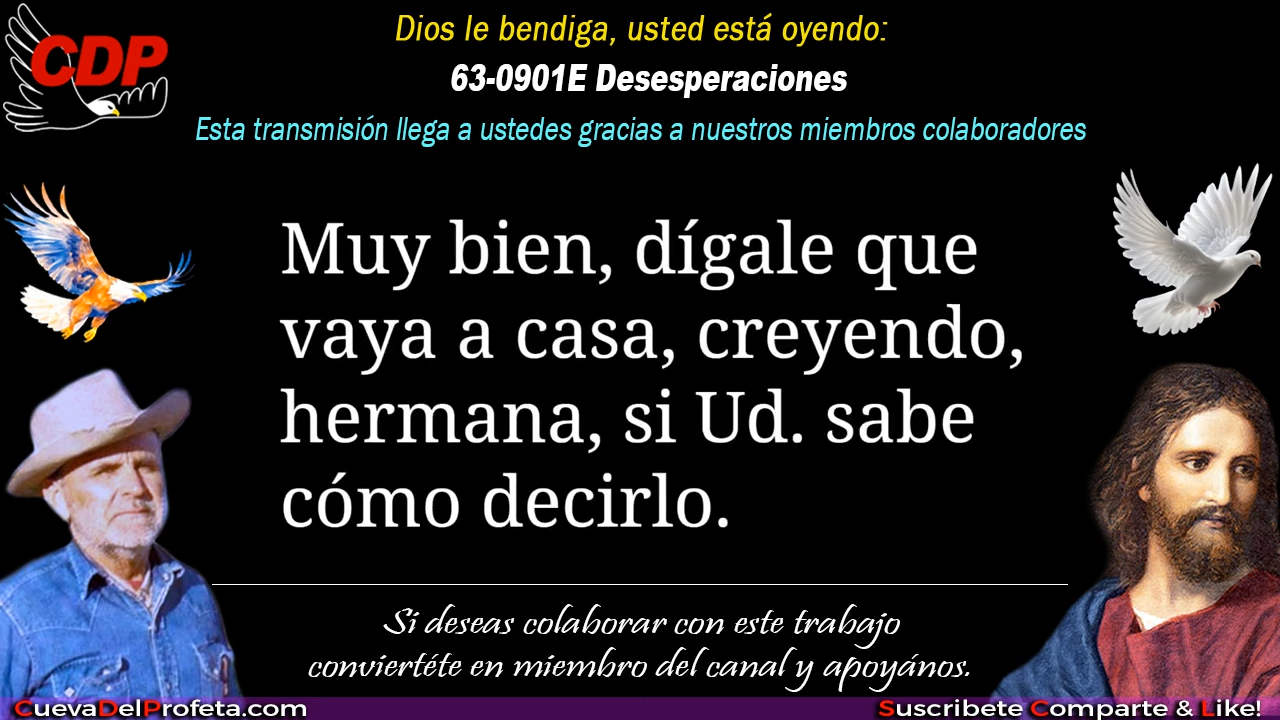 CDP
Dios le bendiga, usted está oyendo:
63-0901E Desesperaciones
Esta transmisión llega a ustedes gracias a nuestros miembros colaboradores
Muy bien, dígale que
vaya a casa, creyendo,
hermana, si Ud. sabe
cómo decirlo.
Si deseas colaborar con este trabajo
conviertéte en miembro del canal y apoyános.
CuevaDelProfeta.com
Suscribete Comparte & Like!